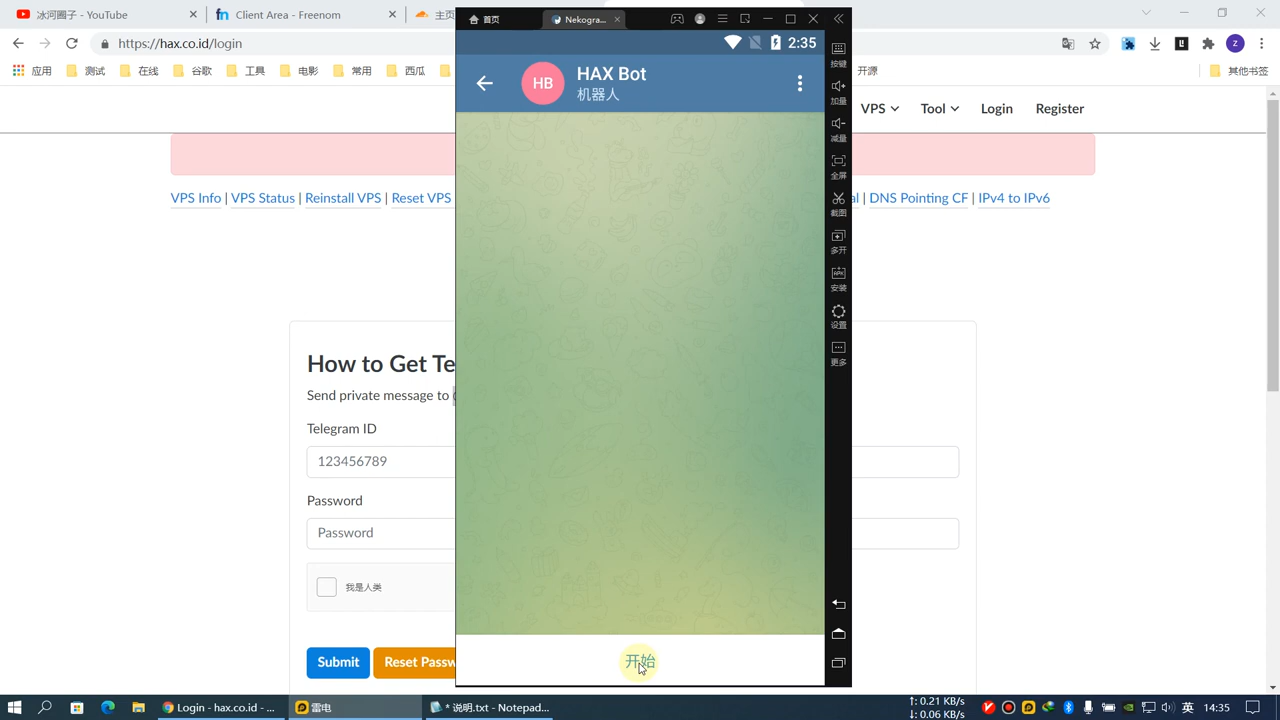 冰河圈子 - YouTube
Client Area - Freenom
主页
首页
Nekogra...
2:35
https://hax.co.id/login
应用
测试
在线
谷歌
工具
电影
常用
西瓜
开源
其他书签
HB
HAX Bot
机器人
VPS
Tool
Login
Register
VPS Info | VPS Status | Reinstall VPS | Reset VPS
| DNS Pointing CF | IPv4 to IPv6
按键
加量
减量
全屏
截图
多开
安装
设置
更多
How to Get Te
Send private message to
Telegram ID
123456789
Password
Password
我是人类
Submit
Reset Passw
开始
Login - hax.co.id - ...
雷电
*说明.txt - Notepad...
↑: 0.21 KB/s
↓: 0.06 KB/s
英
14:35